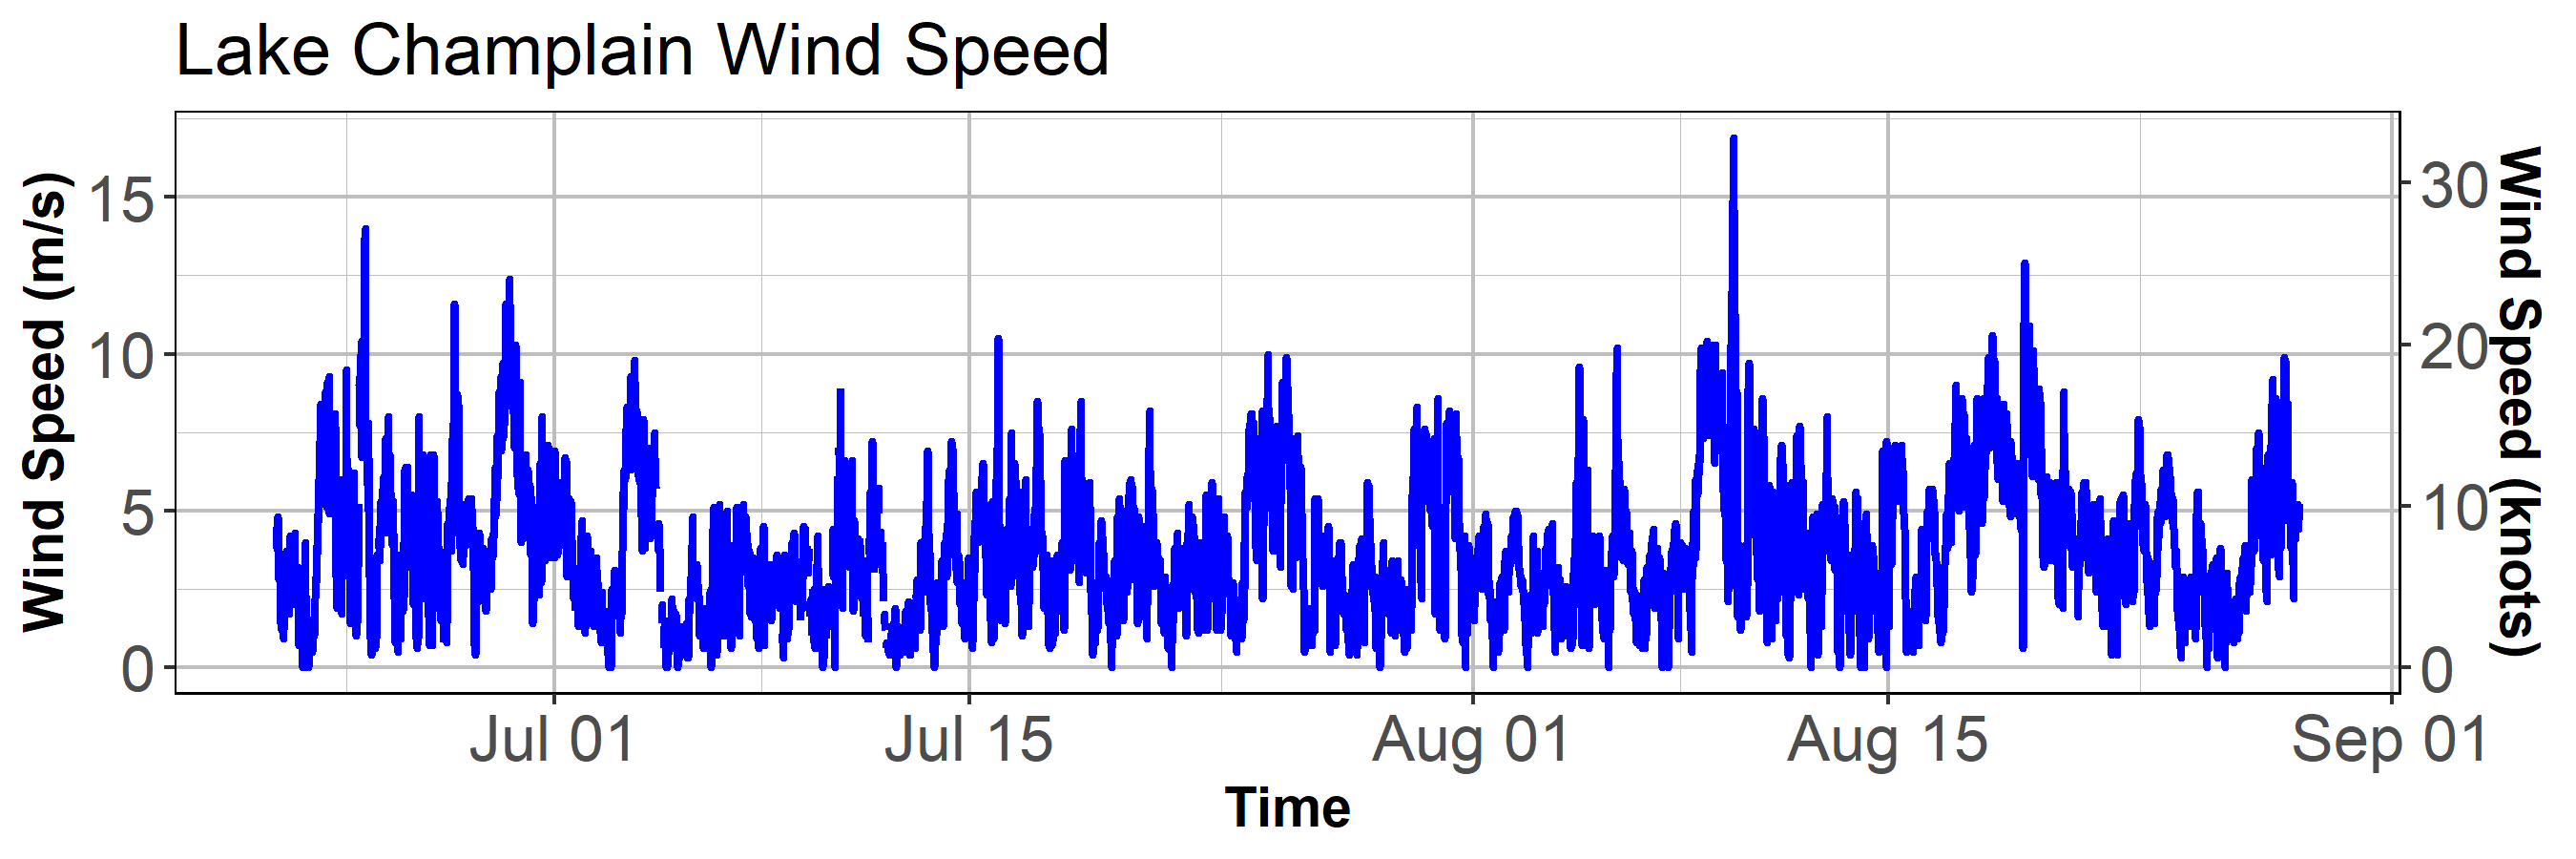 Lake Champlain Wind Speed
Wind Speed (m/s)
15
10
5
0
30
20
10
0
Wind Speed (knots)
Jul 01 Jul 15 Aug 01 Aug 15 Sep 01
Time